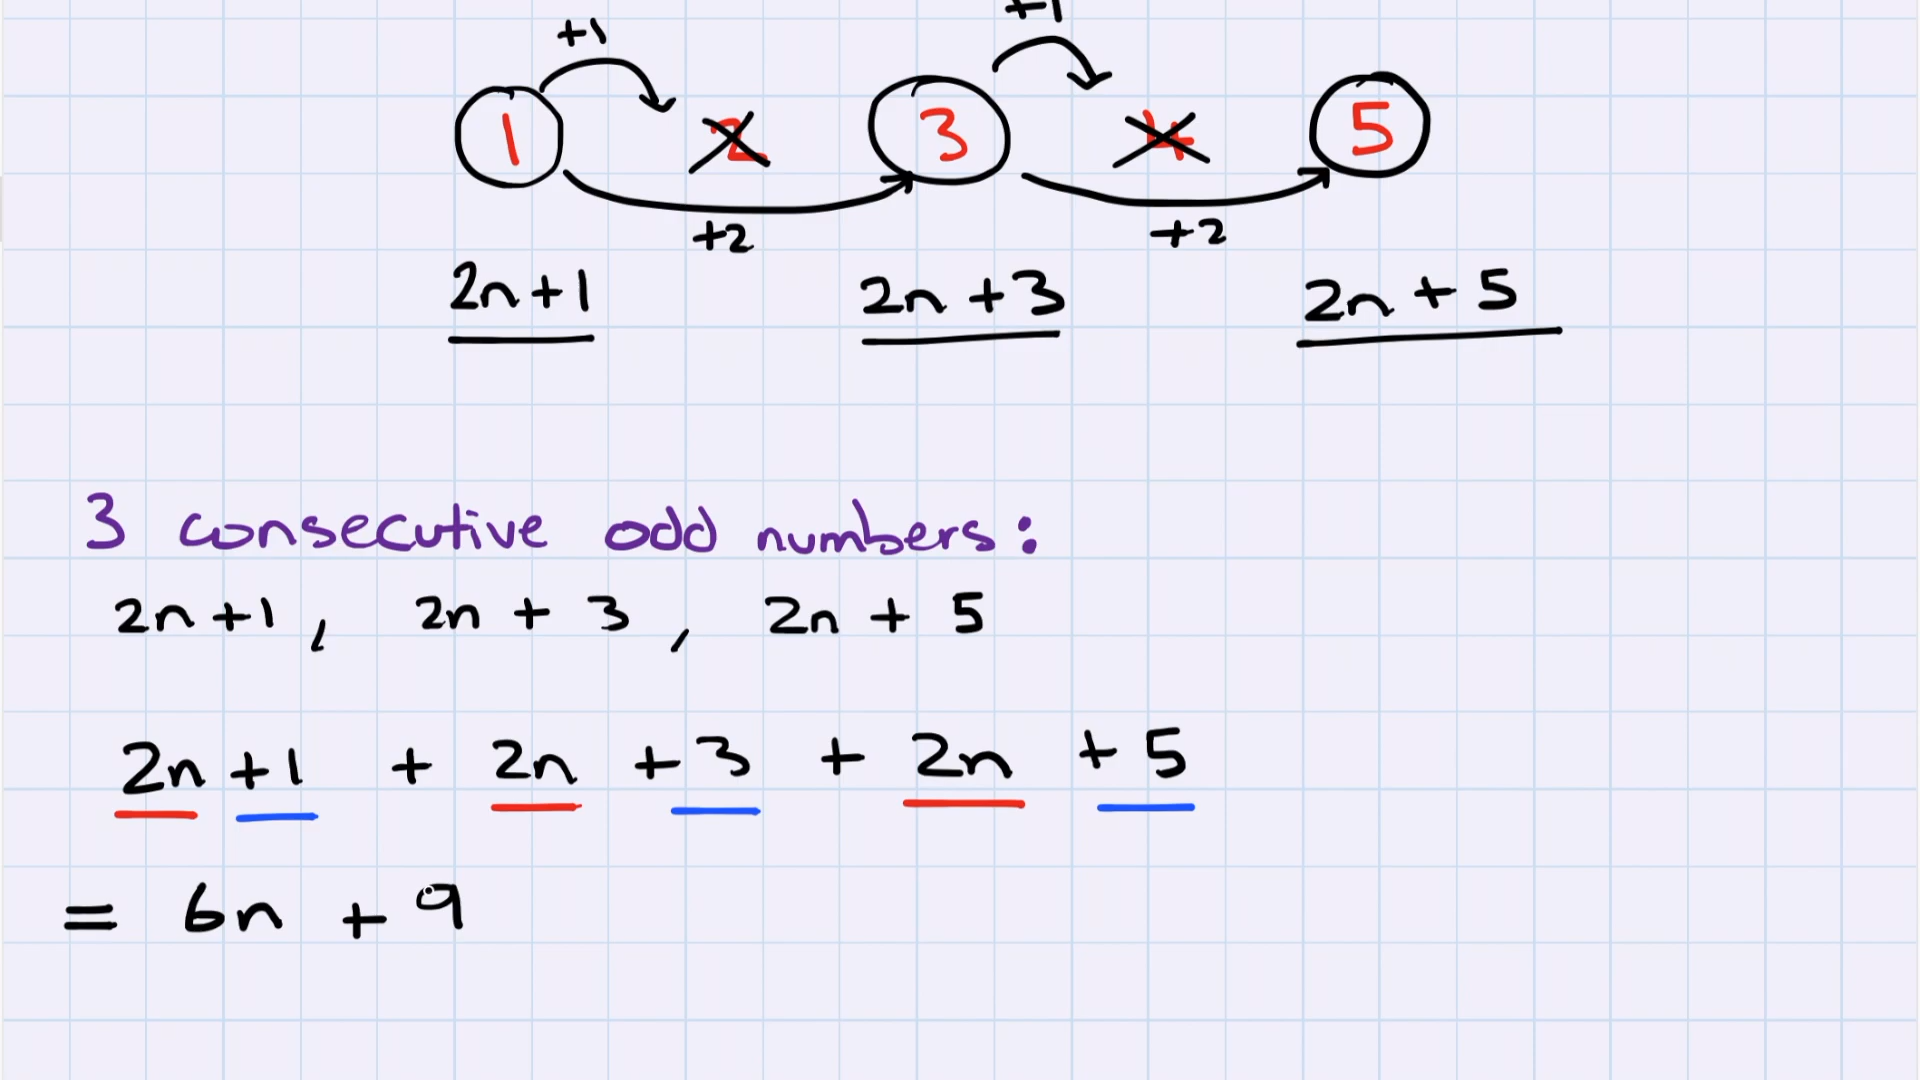 +1 +1
1 2 3 4 5
+2 +2
2n+1 2n+3 2n+5
3 consecutive odd numbers:
2n+1, 2n+3, 2n+5
2n+1 + 2n+3 + 2n+5
= 6n+9